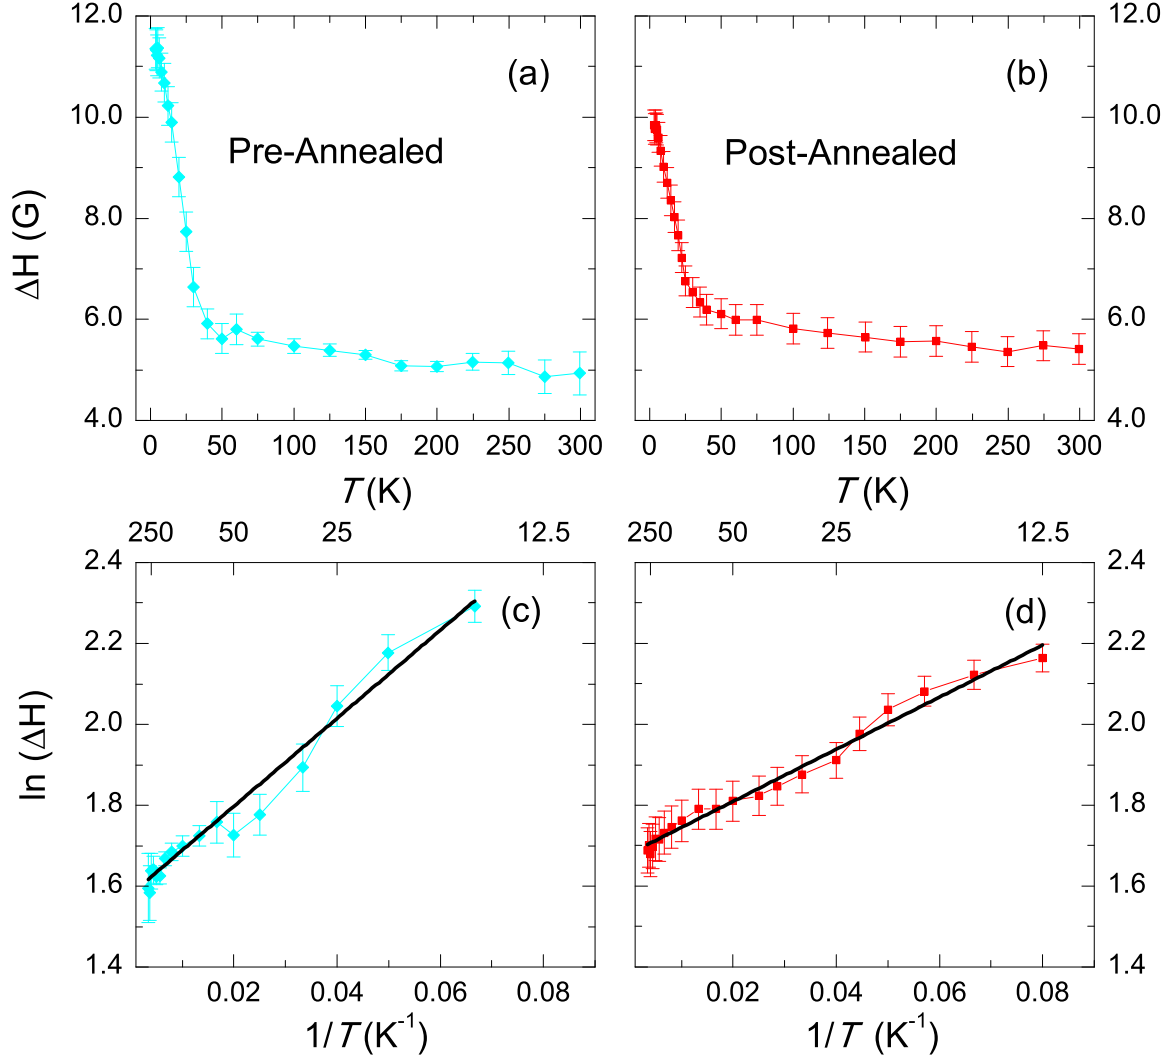 12.0
12.0
(a)
(b)
10.0
Pre-Annealed
Post-Annealed
10.0
ΔH (G)
8.0
8.0
6.0
6.0
4.0
4.0
0 50 100 150 200 250 300
0 50 100 150 200 250 300
T (K)
T (K)
250 50 25 12.5
250 50 25 12.5
2.4
2.4
(c)
(d)
2.2
2.2
ln (ΔH)
2.0
2.0
1.8
1.8
1.6
1.6
1.4
1.4
0.02 0.04 0.06 0.08
0.02 0.04 0.06 0.08
1/T (K⁻¹)
1/T (K⁻¹)